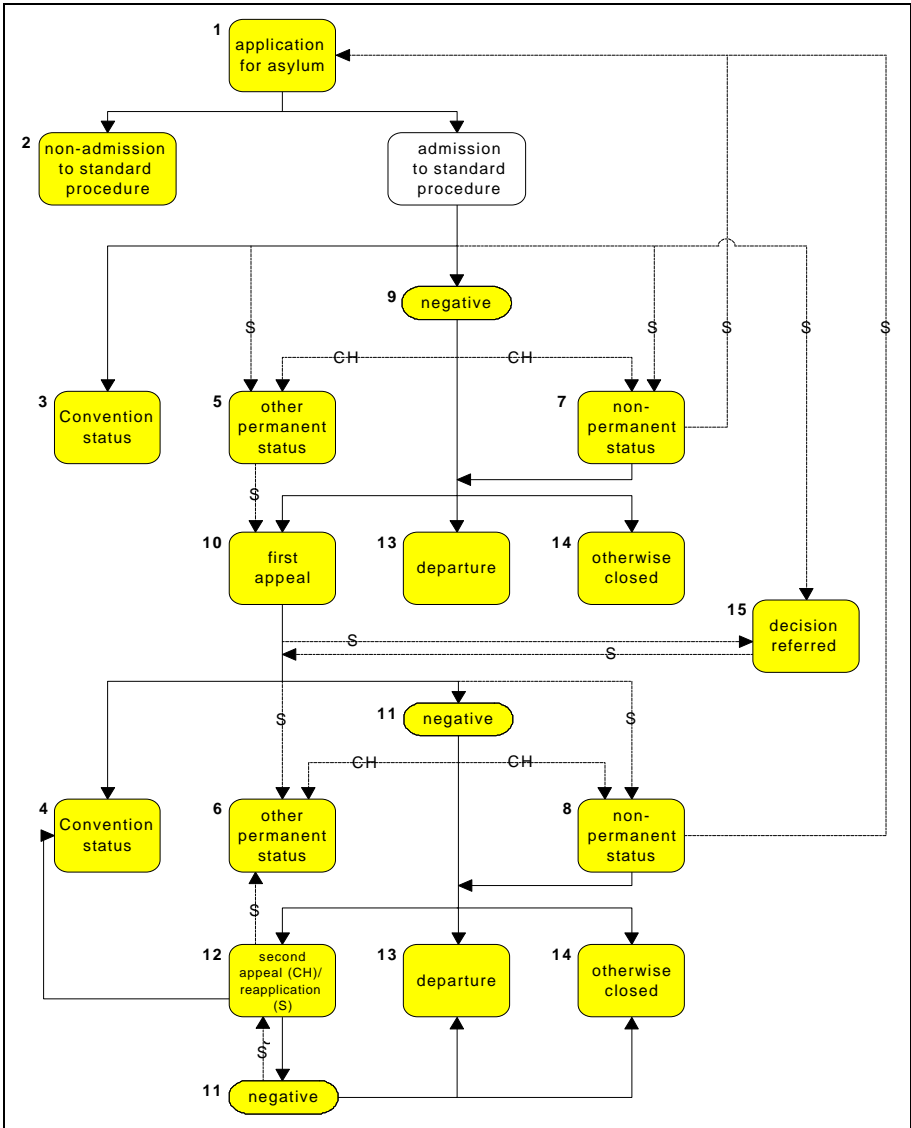 1
application
for asylum
2
non-admission
to standard
procedure
admission
to standard
procedure
9
negative
S
S
S
S
S
CH
CH
3
Convention
status
5
other
permanent
status
7
non-
permanent
status
S
10
first
appeal
13
departure
14
otherwise
closed
15
decision
referred
S
S
11
negative
S
S
CH
CH
4
Convention
status
6
other
permanent
status
8
non-
permanent
status
S
12
second
appeal (CH)/
reapplication
(S)
13
departure
14
otherwise
closed
S
11
negative